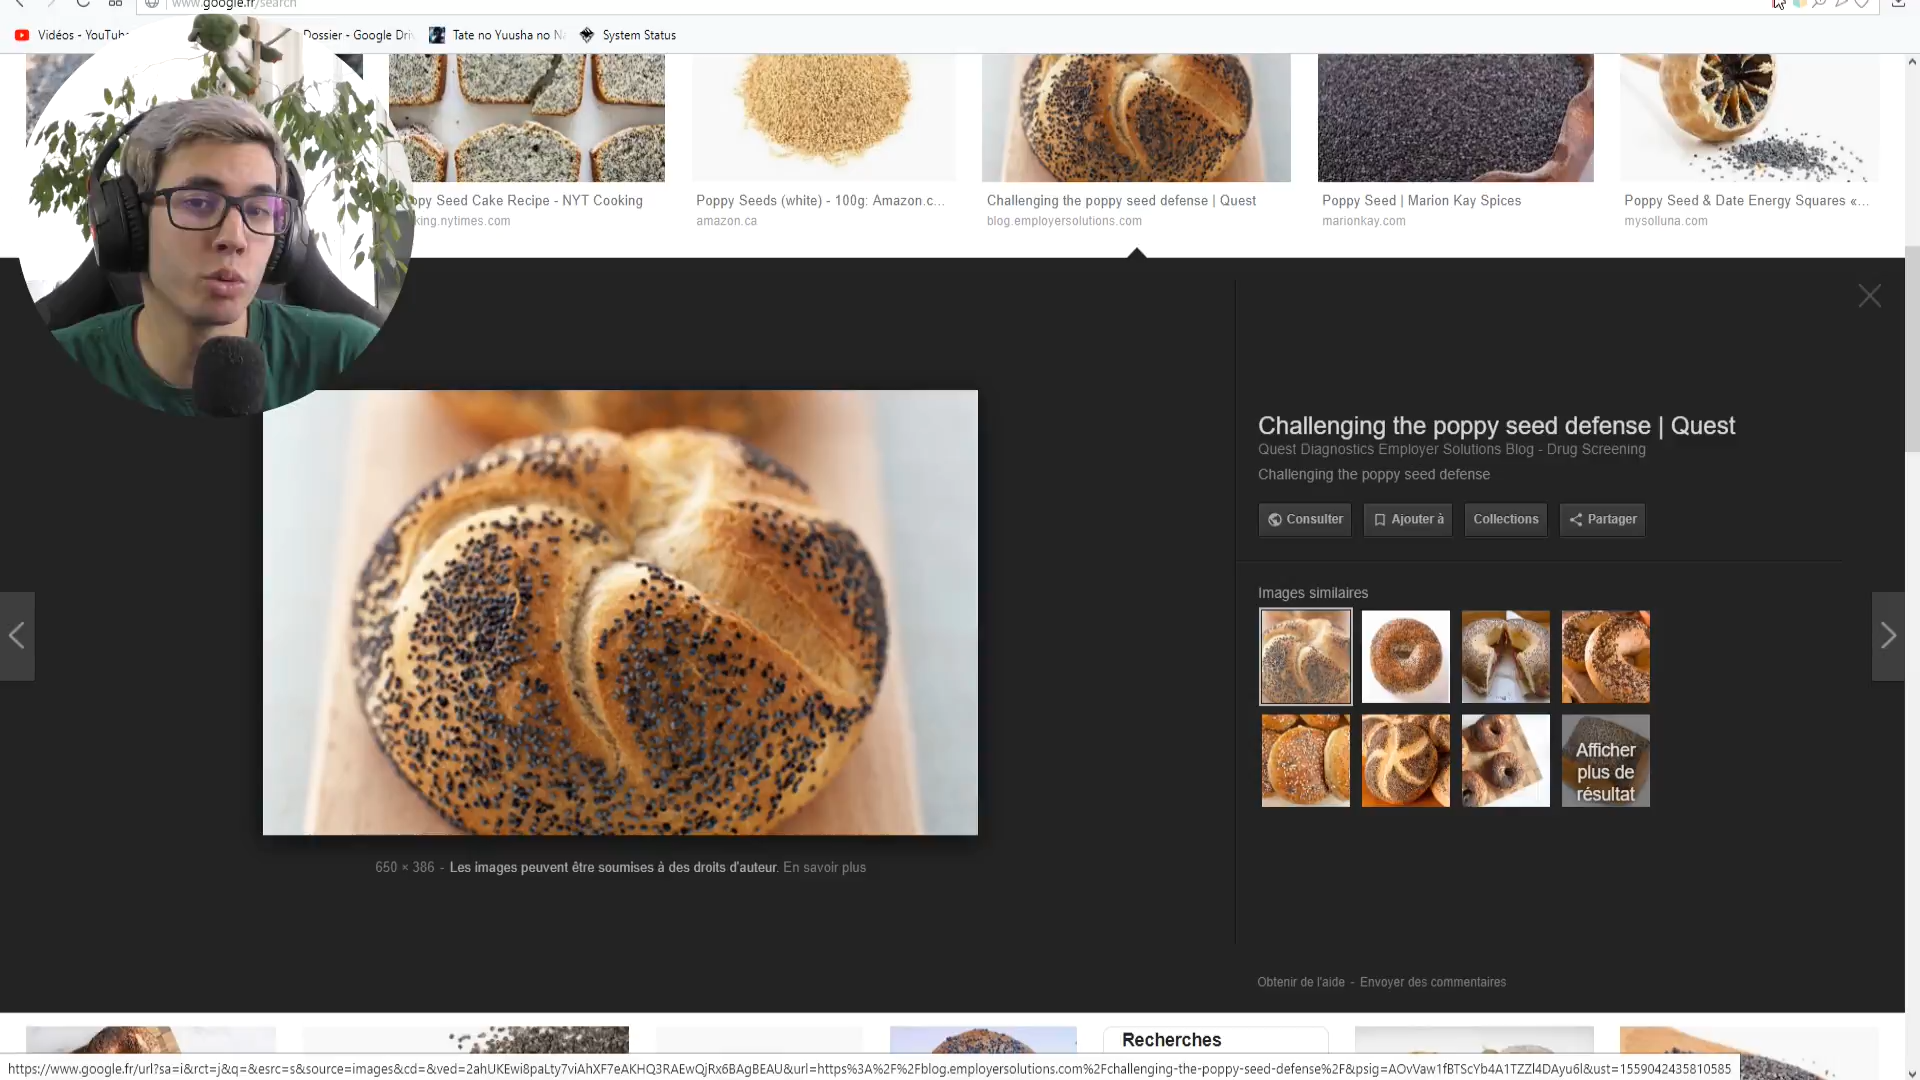 www.google.fr/search
Vidéos - YouTub
Dossier - Google Dri
Tate no Yuusha no N
System Status
ppy Seed Cake Recipe - NYT Cooking
king.nytimes.com
Poppy Seeds (white) - 100g: Amazon.c...
amazon.ca
Challenging the poppy seed defense | Quest
blog.employersolutions.com
Poppy Seed | Marion Kay Spices
marionkay.com
Poppy Seed & Date Energy Squares «...
mysolluna.com
Challenging the poppy seed defense | Quest
Quest Diagnostics Employer Solutions Blog - Drug Screening
Challenging the poppy seed defense
Consulter
Ajouter à
Collections
Partager
Images similaires
Afficher
plus de
résultat
650 × 386 - Les images peuvent être soumises à des droits d'auteur. En savoir plus
Obtenir de l'aide - Envoyer des commentaires
Recherches
https://www.google.fr/url?sa=i&rct=j&q=&esrc=s&source=images&cd=&ved=2ahUKEwi8paLty7viAhXF7eAKHQ3RAEwQjRx6BAgBEAU&url=https%3A%2F%2Fblog.employersolutions.com%2Fchallenging-the-poppy-seed-defense%2F&psig=AOvVaw1fBTScYb4A1TZZl4DAyu6l&ust=1559042435810585